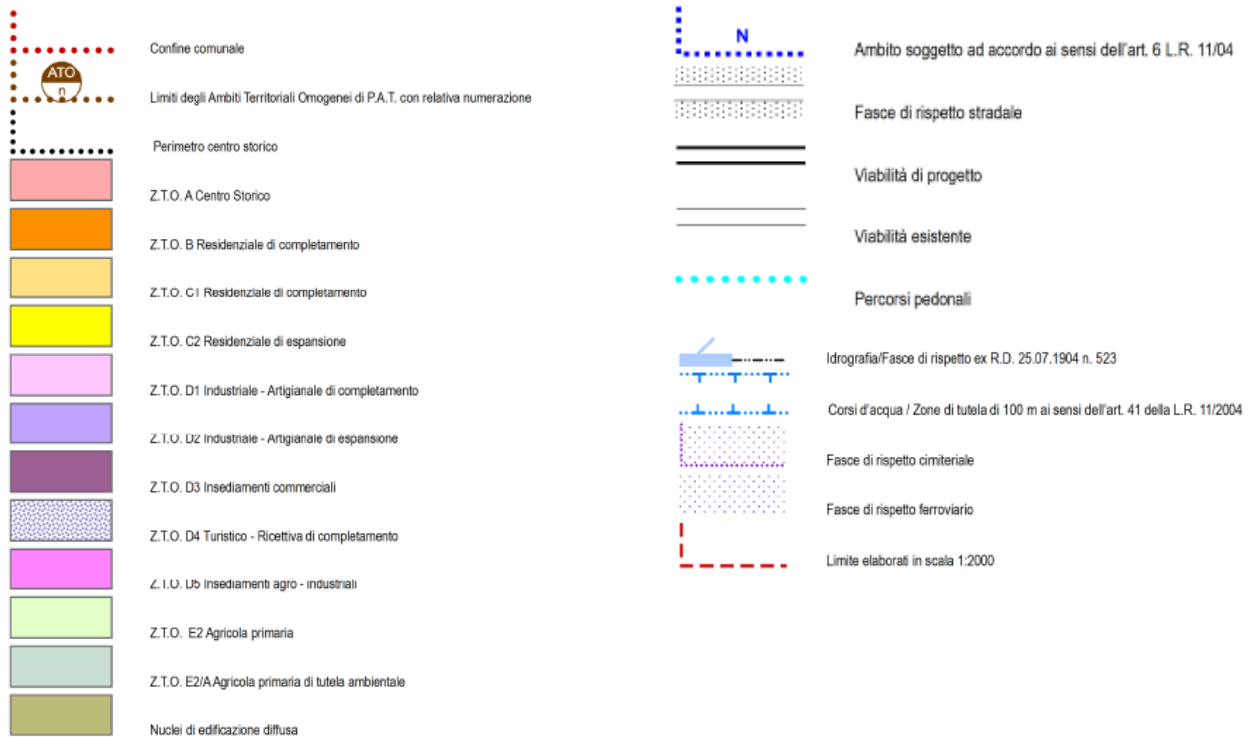 Confine comunale
ATO
n
Limiti degli Ambiti Territoriali Omogenei di P.A.T. con relativa numerazione
Perimetro centro storico
Z.T.O. A Centro Storico
Z.T.O. B Residenziale di completamento
Z.T.O. C1 Residenziale di completamento
Z.T.O. C2 Residenziale di espansione
Z.T.O. D1 Industriale - Artigianale di completamento
Z.T.O. D2 Industriale - Artigianale di espansione
Z.T.O. D3 Insediamenti commerciali
Z.T.O. D4 Turistico - Ricettiva di completamento
Z.T.O. D5 Insediamenti agro - industriali
Z.T.O. E2 Agricola primaria
Z.T.O. E2/A Agricola primaria di tutela ambientale
Nuclei di edificazione diffusa
N
Ambito soggetto ad accordo ai sensi dell'art. 6 L.R. 11/04
Fasce di rispetto stradale
Viabilità di progetto
Viabilità esistente
Percorsi pedonali
Idrografia/Fasce di rispetto ex R.D. 25.07.1904 n. 523
Corsi d'acqua / Zone di tutela di 100 m ai sensi dell'art. 41 della L.R. 11/2004
Fasce di rispetto cimiteriale
Fasce di rispetto ferroviario
Limite elaborati in scala 1:2000